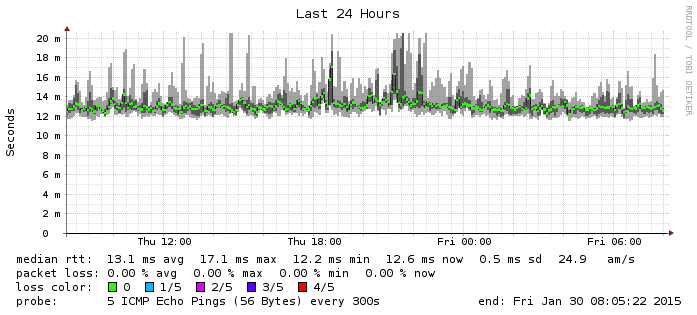 Last 24 Hours
RRDTOOL / TOBI OETIKER
Seconds
20 m
18 m
16 m
14 m
12 m
10 m
8 m
6 m
4 m
2 m
0
Thu 12:00 Thu 18:00 Fri 00:00 Fri 06:00
median rtt: 13.1 ms avg 17.1 ms max 12.2 ms min 12.6 ms now 0.5 ms sd 24.9 am/s
packet loss: 0.00 % avg 0.00 % max 0.00 % min 0.00 % now
loss color: 0 1/5 2/5 3/5 4/5
probe: 5 ICMP Echo Pings (56 Bytes) every 300s end: Fri Jan 30 08:05:22 2015